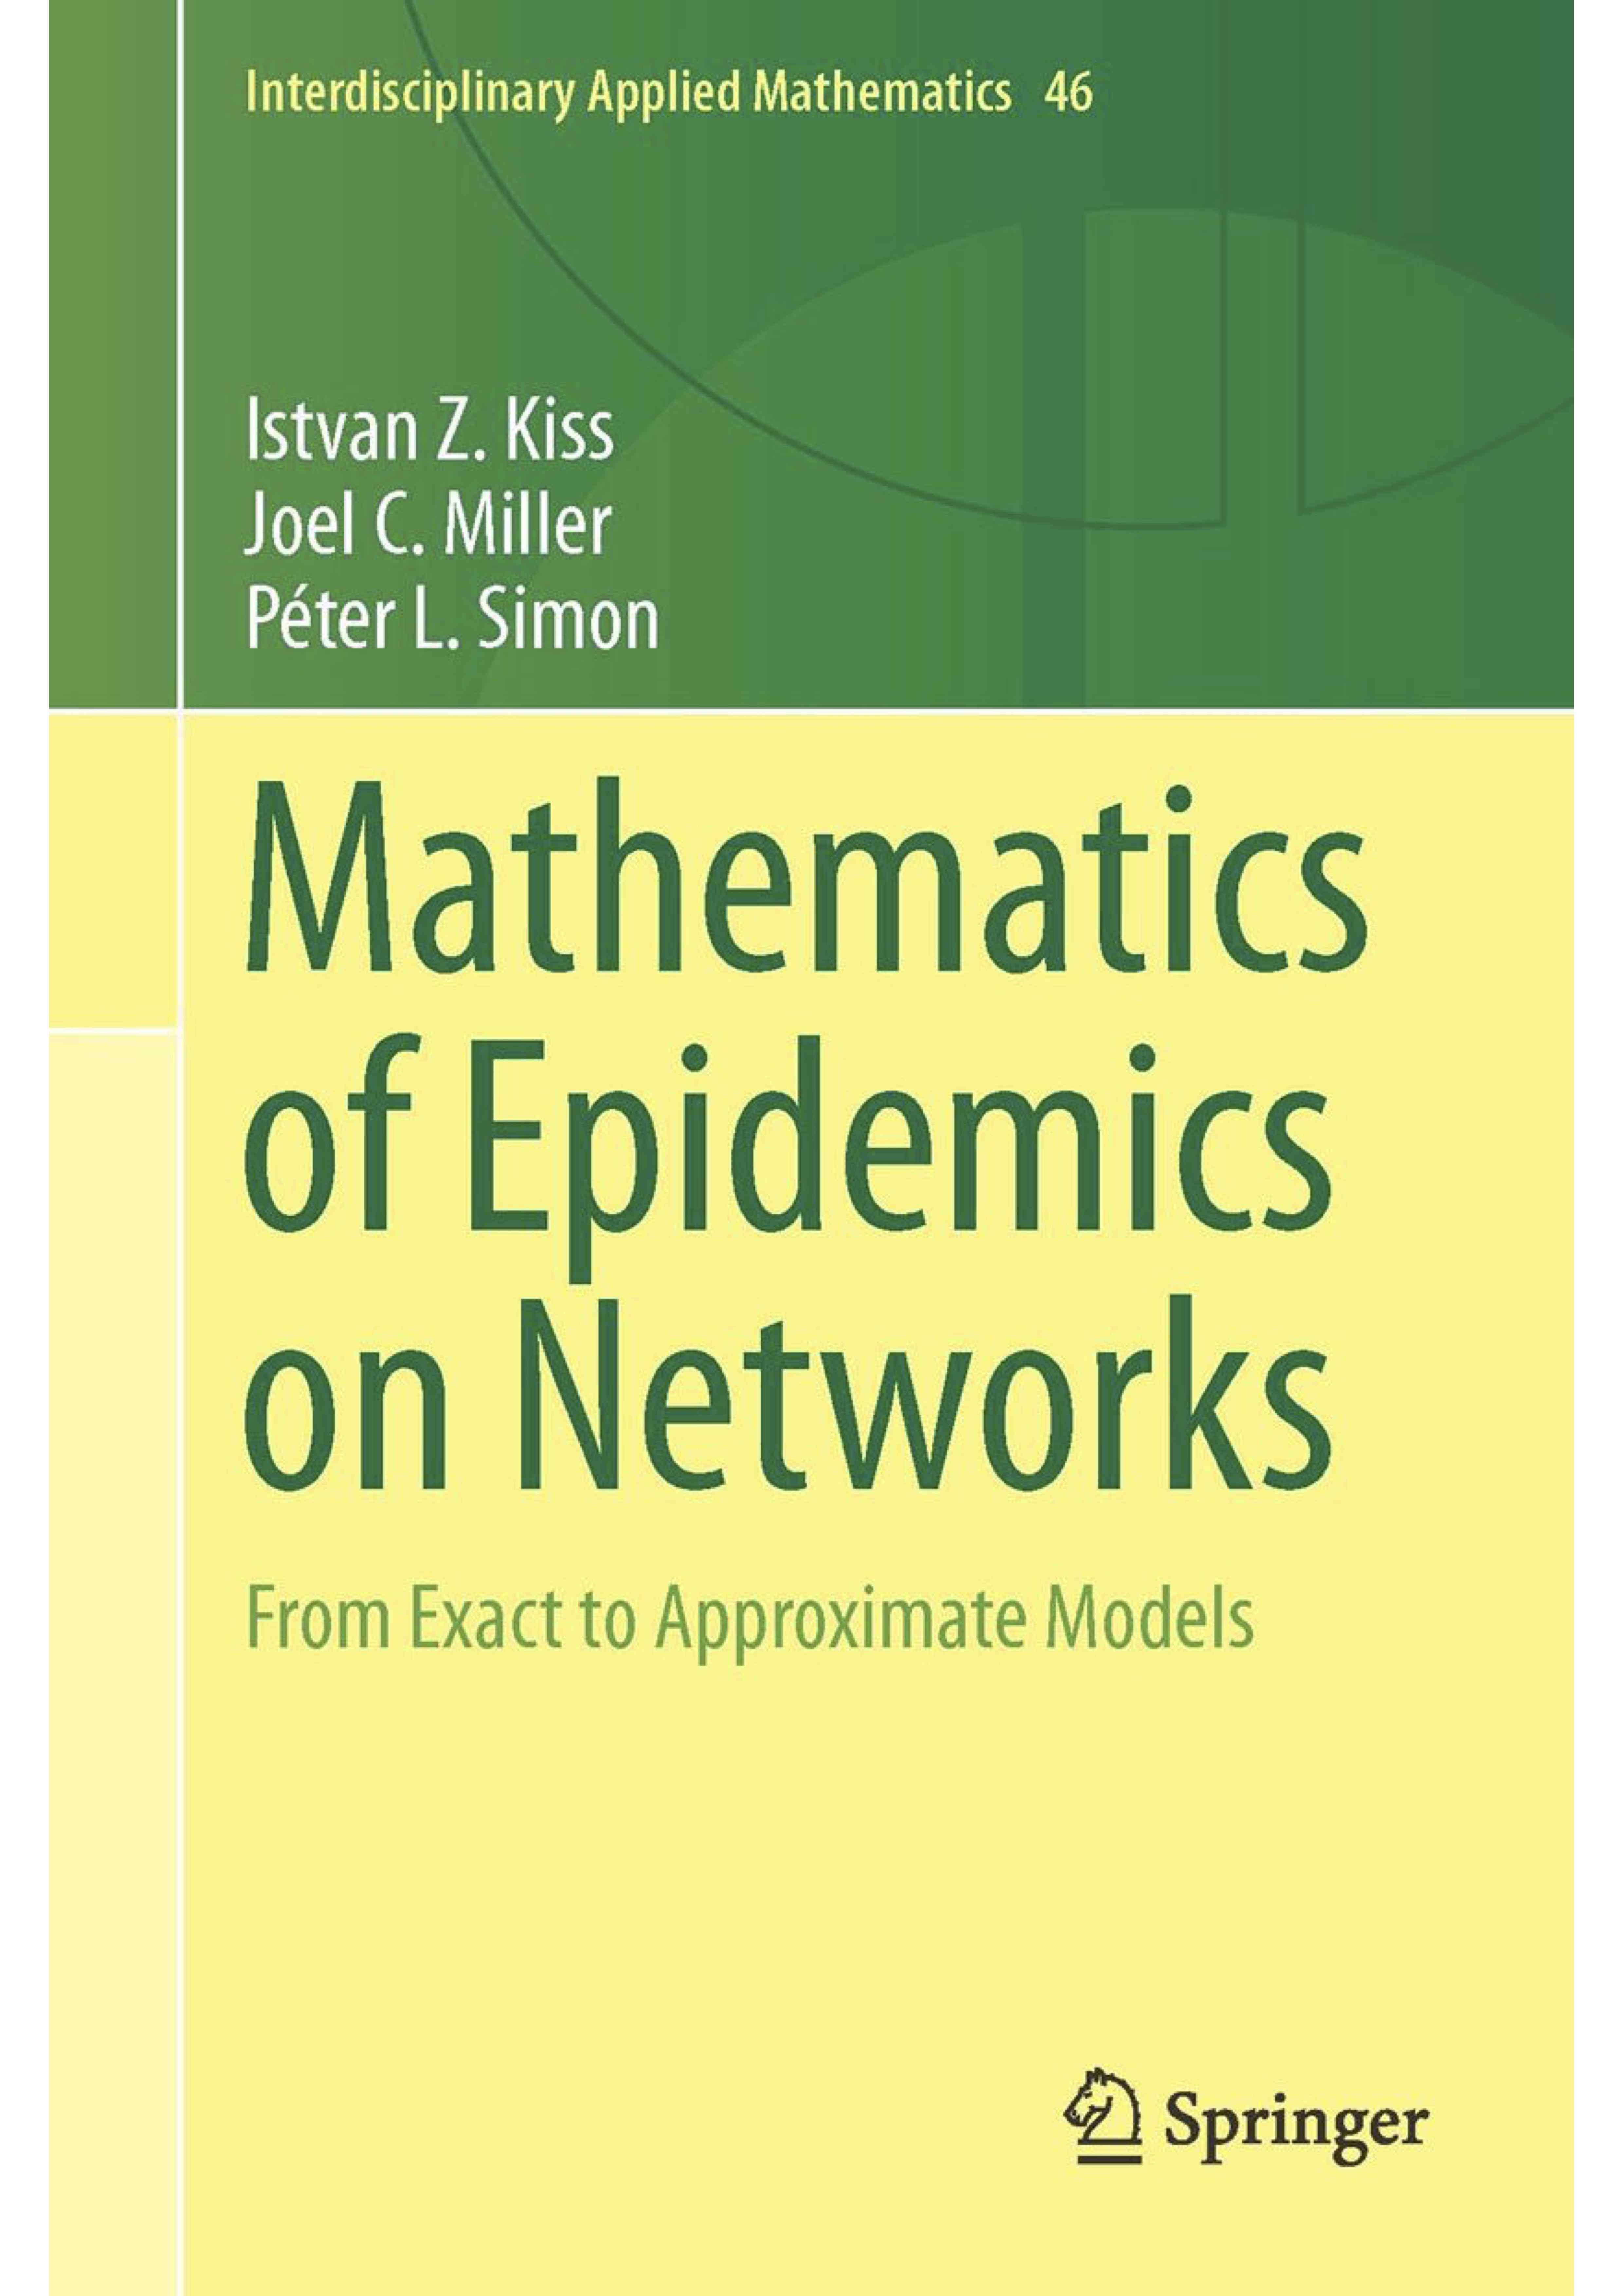 Interdisciplinary Applied Mathematics 46
Istvan Z. Kiss
Joel C. Miller
Péter L. Simon
Mathematics
of Epidemics
on Networks
From Exact to Approximate Models
Springer